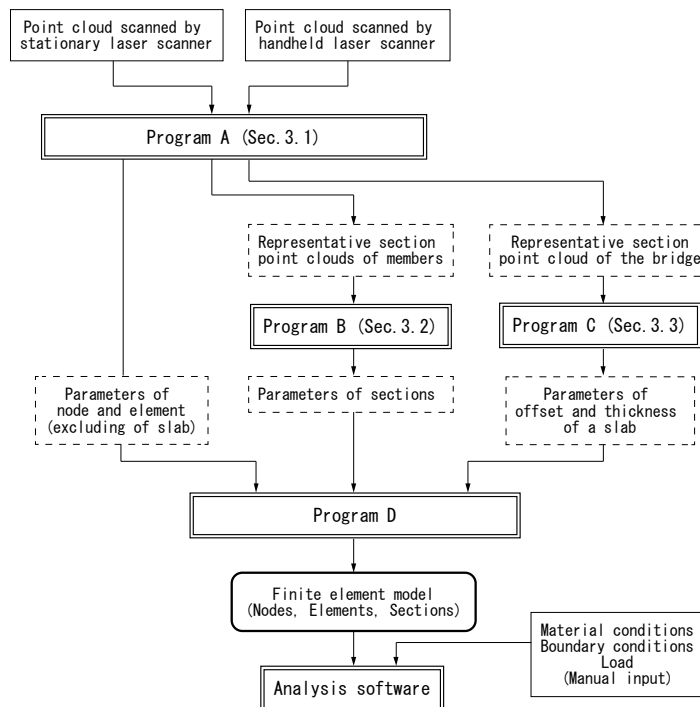 Point cloud scanned by
stationary laser scanner
Point cloud scanned by
handheld laser scanner
Program A (Sec.3.1)
Representative section
point clouds of members
Representative section
point cloud of the bridge
Program B (Sec.3.2)
Program C (Sec.3.3)
Parameters of
node and element
(excluding of slab)
Parameters of sections
Parameters of
offset and thickness
of a slab
Program D
Finite element model
(Nodes, Elements, Sections)
Material conditions
Boundary conditions
Load
(Manual input)
Analysis software